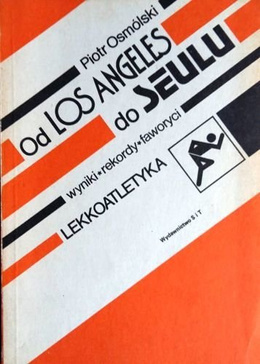 Piotr Osmólski
Od LOS ANGELES
do SEULU
wyniki • rekordy • faworyci
LEKKOATLETYKA
Wydawnictwo S i T